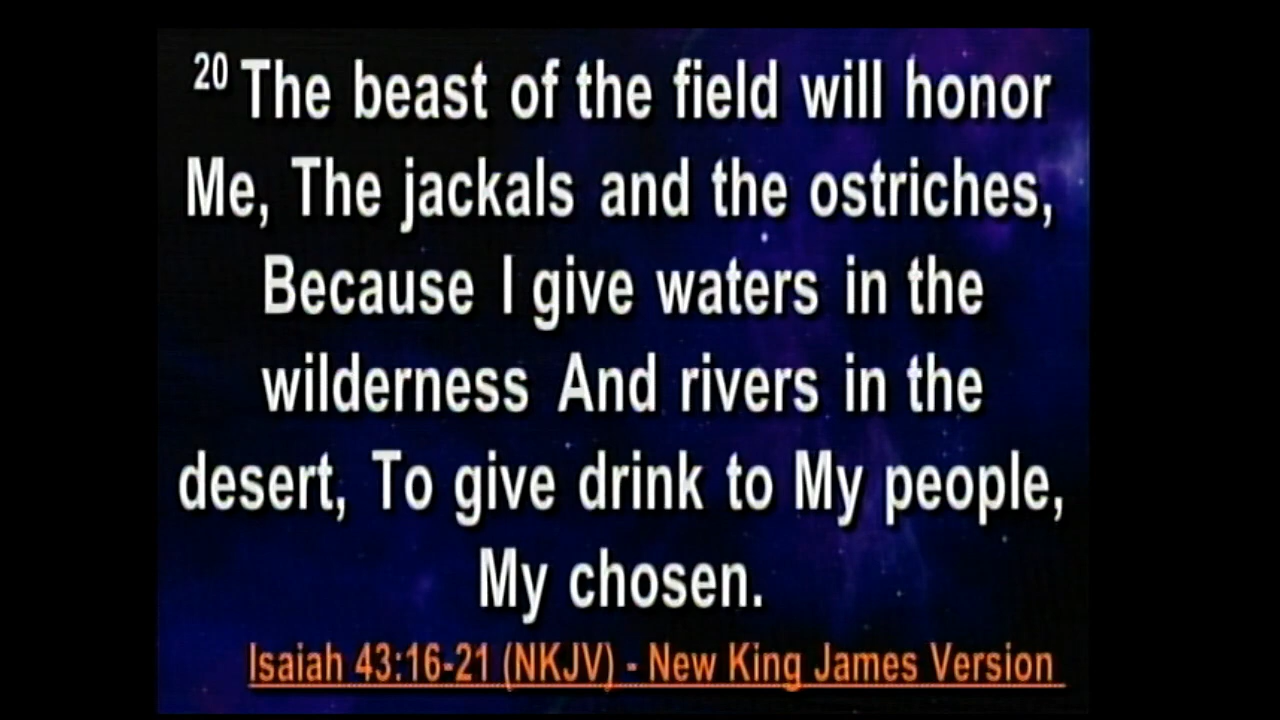 20 The beast of the field will honor
Me, The jackals and the ostriches,
Because I give waters in the
wilderness And rivers in the
desert, To give drink to My people,
My chosen.
Isaiah 43:16-21 (NKJV) - New King James Version